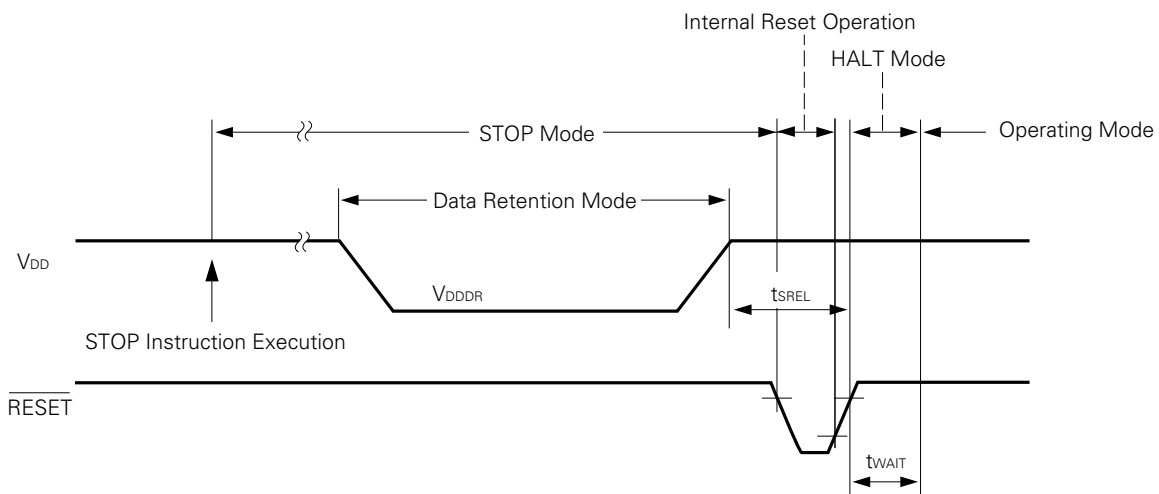 Internal Reset Operation
HALT Mode
STOP Mode
Operating Mode
Data Retention Mode
VDD
VDDDR
tSREL
STOP Instruction Execution
RESET
tWAIT